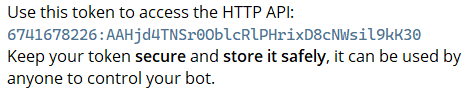 Use this token to access the HTTP API:
6741678226:AAHjd4TNSr0OblcRlPHrixD8cNWsil9kK30
Keep your token secure and store it safely, it can be used by
anyone to control your bot.